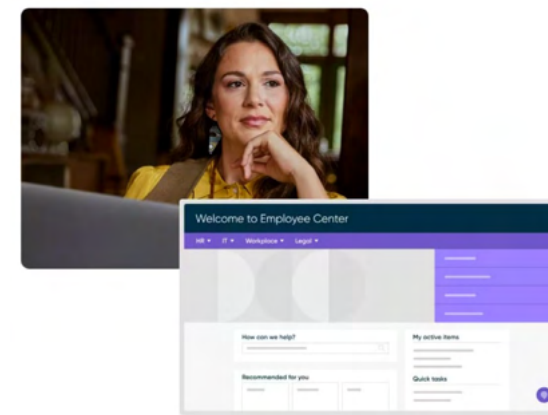 Welcome to Employee Center
HR ▾ IT ▾ Workplace ▾ Legal ▾
How can we help?
My active items
Recommended for you
Quick tasks